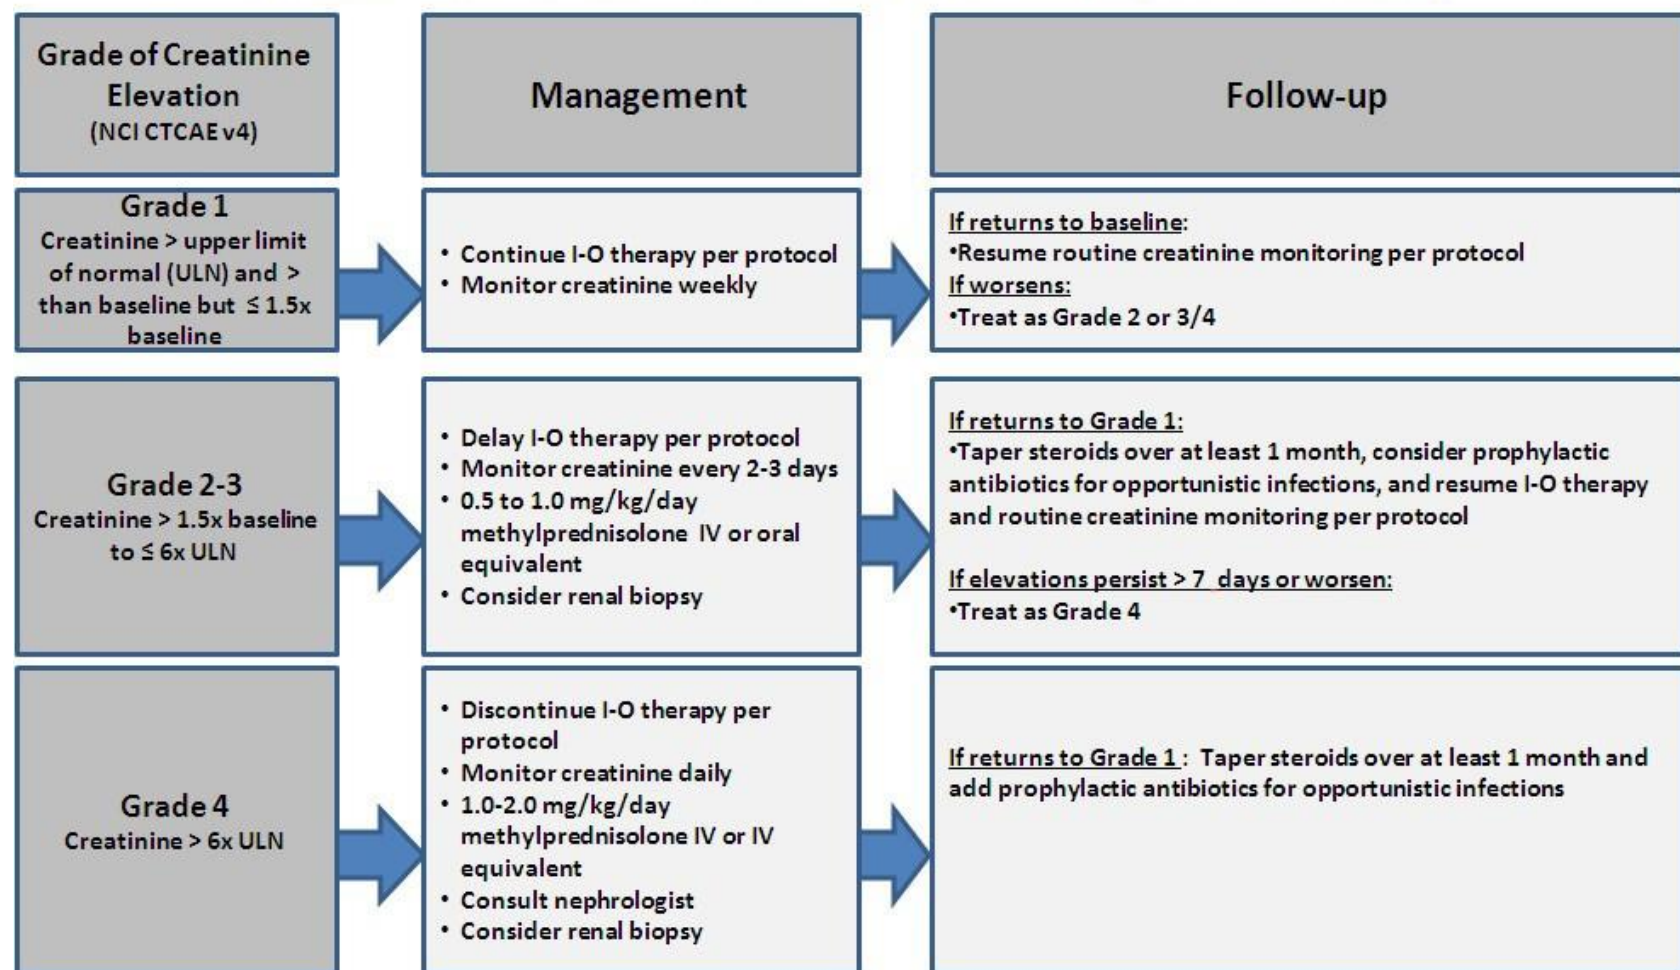 Grade of Creatinine
Elevation
(NCI CTCAE v4)
Management
Follow-up
Grade 1
Creatinine > upper limit
of normal (ULN) and >
than baseline but ≤ 1.5x
baseline
• Continue I-O therapy per protocol
• Monitor creatinine weekly
If returns to baseline:
•Resume routine creatinine monitoring per protocol
If worsens:
•Treat as Grade 2 or 3/4
Grade 2-3
Creatinine > 1.5x baseline
to ≤ 6x ULN
• Delay I-O therapy per protocol
• Monitor creatinine every 2-3 days
• 0.5 to 1.0 mg/kg/day
methylprednisolone IV or oral
equivalent
• Consider renal biopsy
If returns to Grade 1:
•Taper steroids over at least 1 month, consider prophylactic
antibiotics for opportunistic infections, and resume I-O therapy
and routine creatinine monitoring per protocol
If elevations persist > 7 days or worsen:
•Treat as Grade 4
Grade 4
Creatinine > 6x ULN
• Discontinue I-O therapy per
protocol
• Monitor creatinine daily
• 1.0-2.0 mg/kg/day
methylprednisolone IV or IV
equivalent
• Consult nephrologist
• Consider renal biopsy
If returns to Grade 1 : Taper steroids over at least 1 month and
add prophylactic antibiotics for opportunistic infections